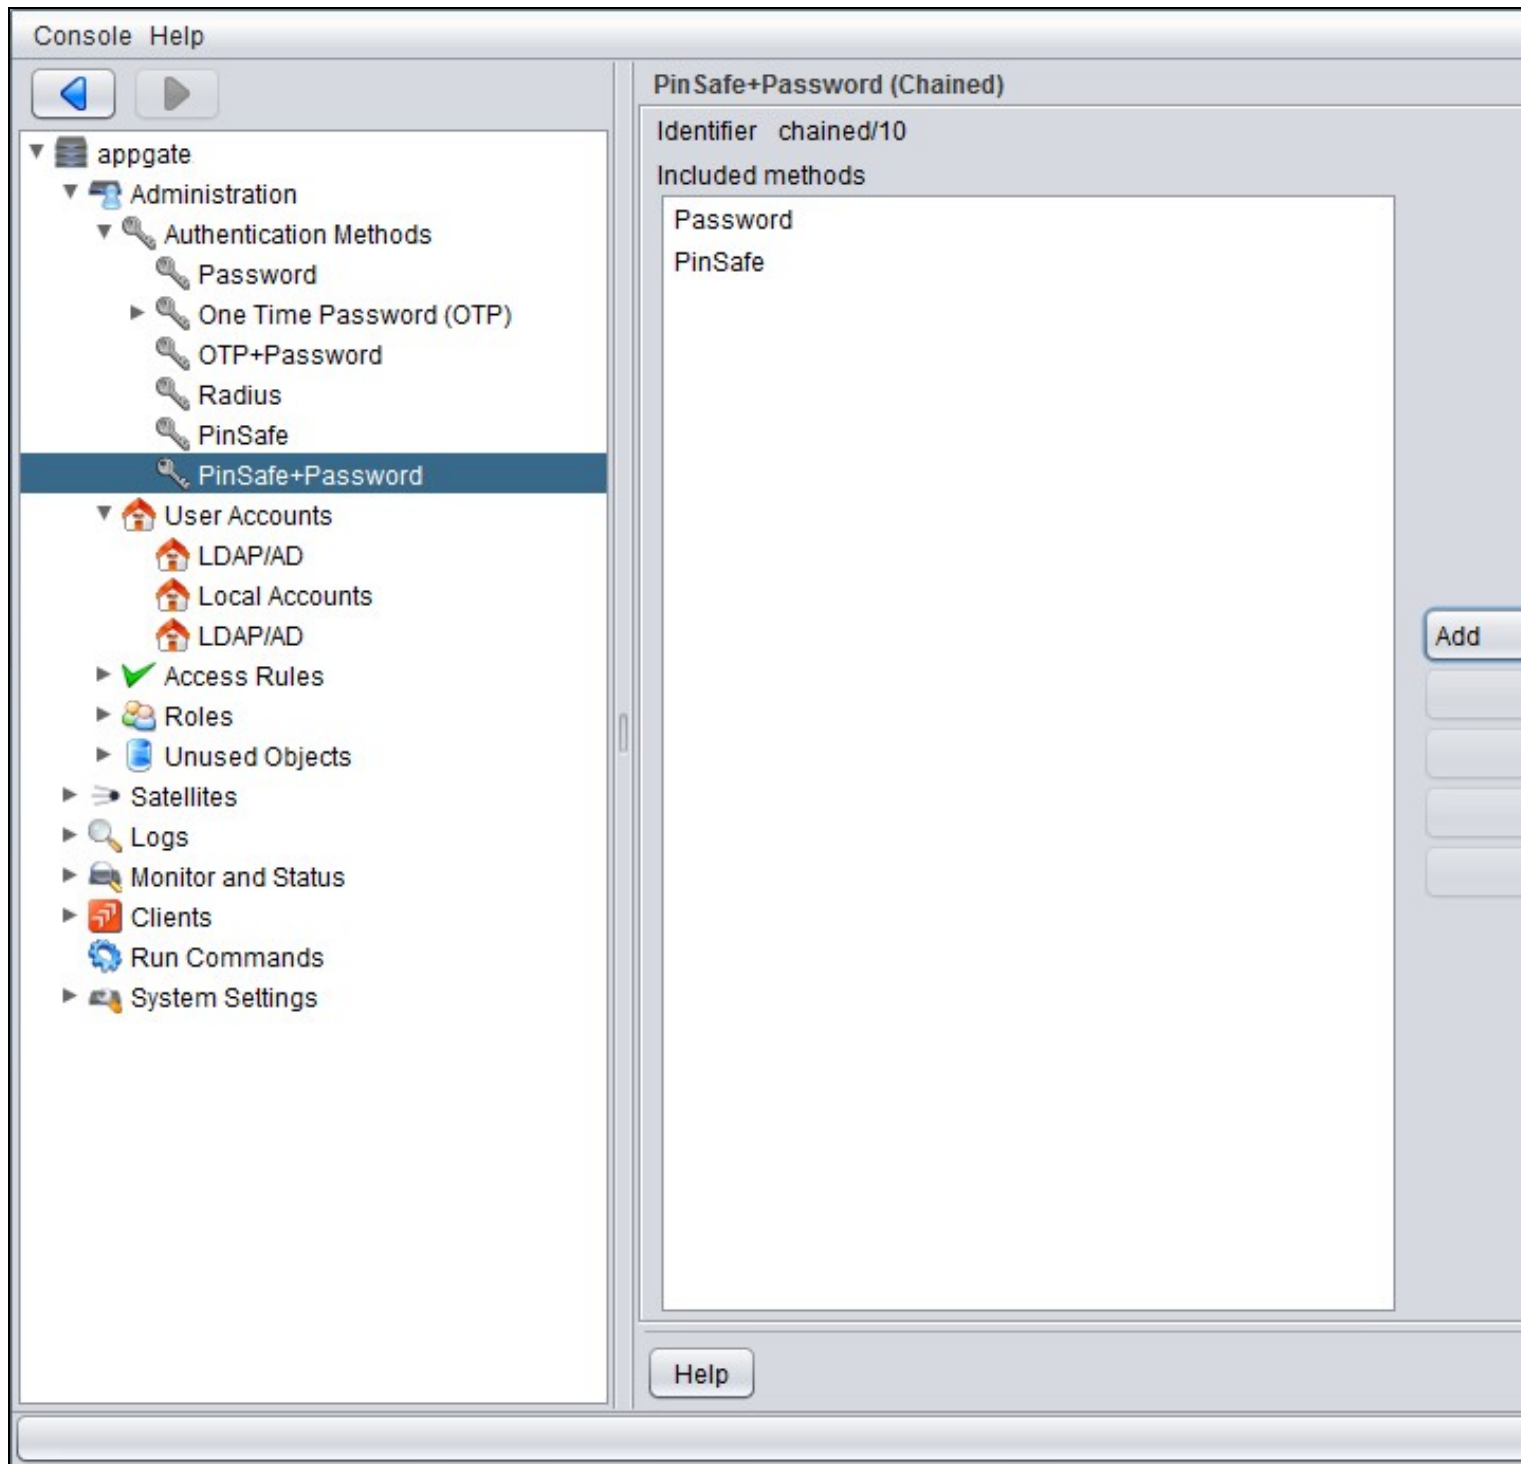 Console Help
appgate
Administration
Authentication Methods
Password
One Time Password (OTP)
OTP+Password
Radius
PinSafe
PinSafe+Password
User Accounts
LDAP/AD
Local Accounts
LDAP/AD
Access Rules
Roles
Unused Objects
Satellites
Logs
Monitor and Status
Clients
Run Commands
System Settings
PinSafe+Password (Chained)
Identifier chained/10
Included methods
Password
PinSafe
Add
Help